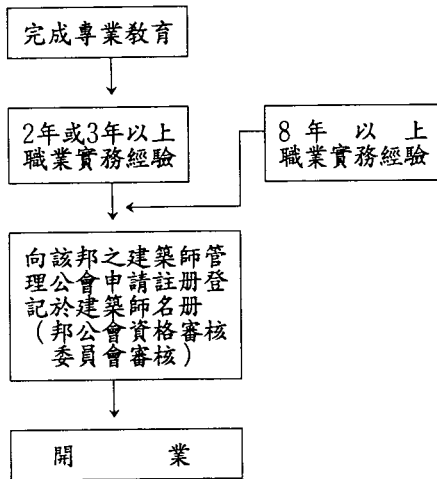 完成專業教育
2年或3年以上
職業實務經驗
8年以上
職業實務經驗
向該邦之建築師管
理公會申請註册登
記於建築師名册
(邦公會資格審核
委員會審核)
開業